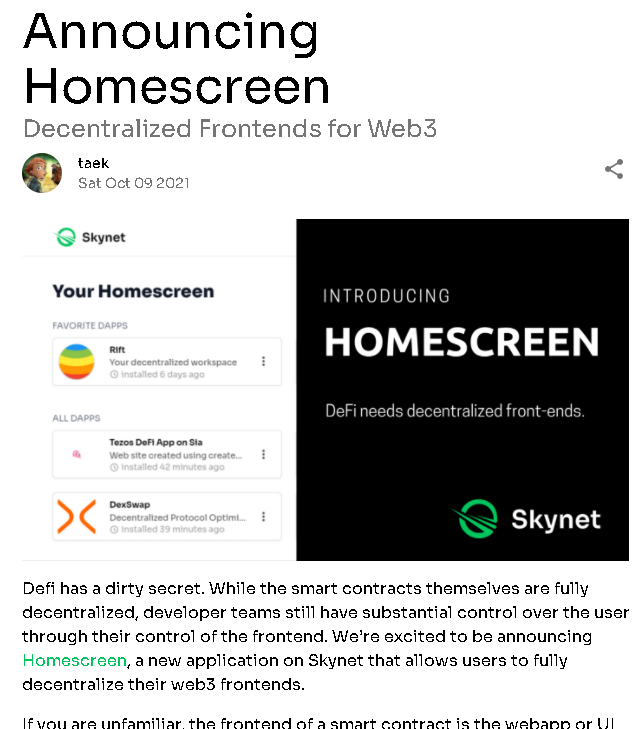 Announcing
Homescreen
Decentralized Frontends for Web3
taek
Sat Oct 09 2021
Skynet
Your Homescreen
FAVORITE DAPPS
Rift
Your decentralized workspace
Installed 6 days ago
ALL DAPPS
Tezos DeFi App on Sia
Web site created using create...
Installed 42 minutes ago
DexSwap
Decentralized Protocol Optimi...
Installed 39 minutes ago
INTRODUCING
HOMESCREEN
DeFi needs decentralized front-ends.
Skynet
Defi has a dirty secret. While the smart contracts themselves are fully
decentralized, developer teams still have substantial control over the user
through their control of the frontend. We're excited to be announcing
Homescreen, a new application on Skynet that allows users to fully
decentralize their web3 frontends.
If you are unfamiliar, the frontend of a smart contract is the webapp or UI